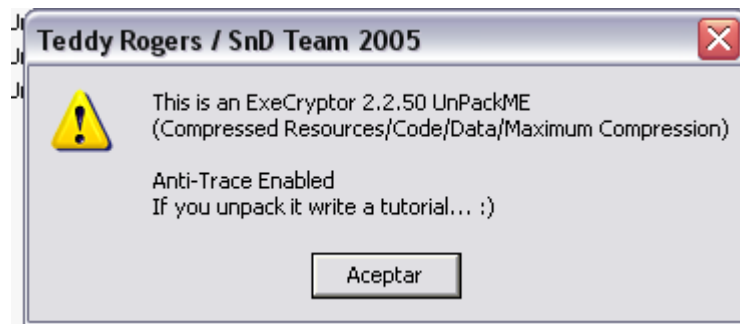 Teddy Rogers / SnD Team 2005
This is an ExeCryptor 2.2.50 UnPackME
(Compressed Resources/Code/Data/Maximum Compression)
Anti-Trace Enabled
If you unpack it write a tutorial... :)
Aceptar